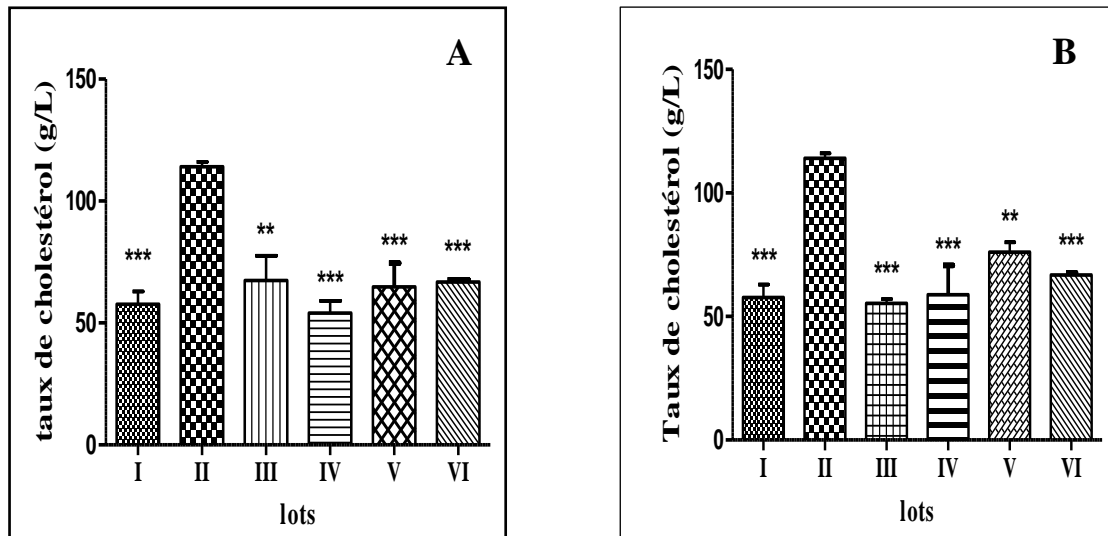 A
taux de cholestérol (g/L)
150
100
50
0
*** ** *** *** ***
I II III IV V VI
lots
B
Taux de cholestérol (g/L)
150
100
50
0
*** *** *** ** ***
I II III IV V VI
lots